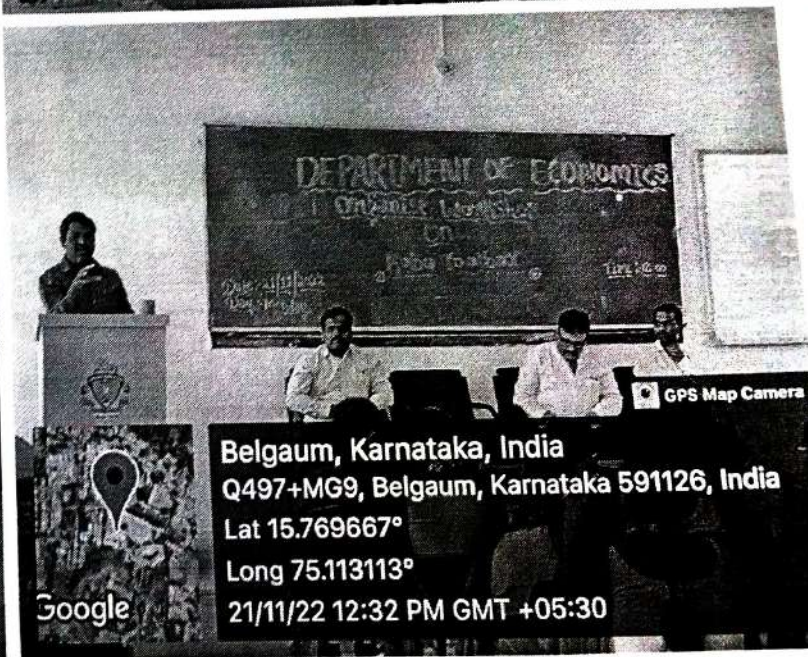 DEPARTMENT OF ECONOMICS
Organise Workshop
On
GPS Map Camera
Belgaum, Karnataka, India
Q497+MG9, Belgaum, Karnataka 591126, India
Lat 15.769667°
Long 75.113113°
21/11/22 12:32 PM GMT +05:30
Google